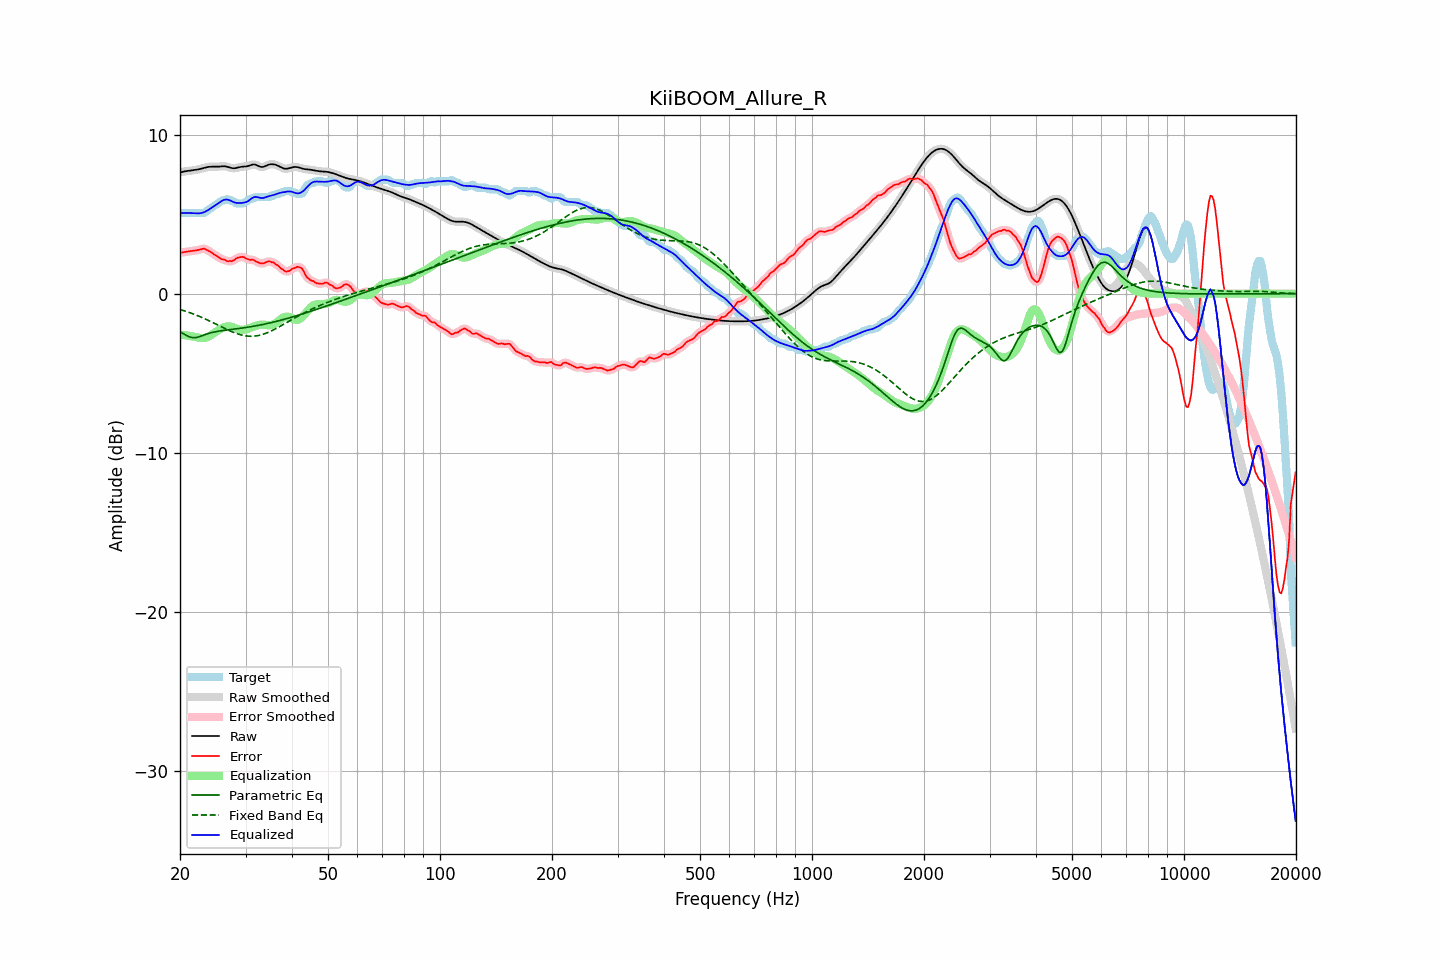 KiiBOOM_Allure_R
Amplitude (dBr)
10
0
−10
−20
−30
Target
Raw Smoothed
Error Smoothed
Raw
Error
Equalization
Parametric Eq
Fixed Band Eq
Equalized
20 50 100 200 500 1000 2000 5000 10000 20000
Frequency (Hz)